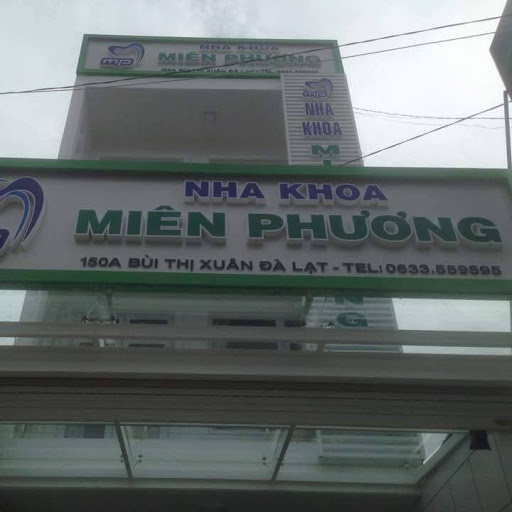 NHA KHOA
MIÊN PHƯƠNG
NHA
KHOA
M
NHA KHOA
MIÊN PHƯƠNG
150A BÙI THỊ XUÂN ĐÀ LẠT - TEL: 0633.559595
N
G